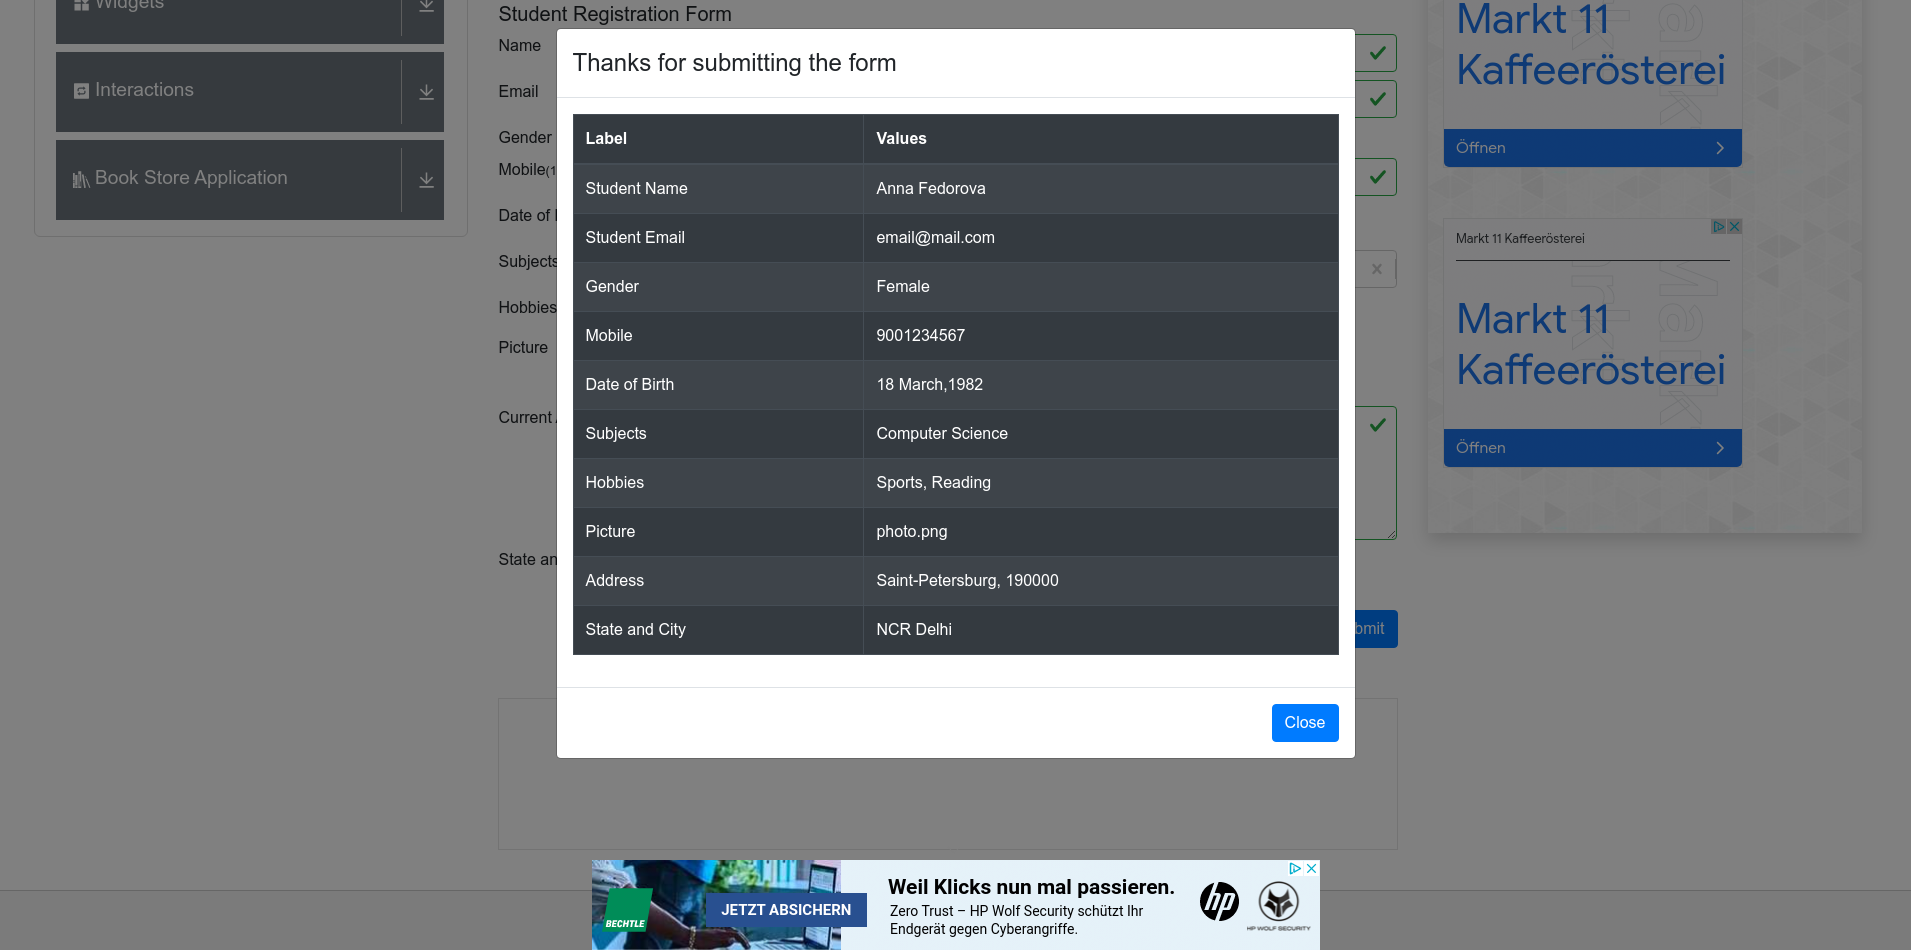 Widgets
Interactions
Book Store Application
Student Registration Form
Name
Email
Gender
Mobile(1
Date of
Subjects
Hobbies
Picture
Current
State an
bmit
Thanks for submitting the form
Label Values
Student Name Anna Fedorova
Student Email email@mail.com
Gender Female
Mobile 9001234567
Date of Birth 18 March,1982
Subjects Computer Science
Hobbies Sports, Reading
Picture photo.png
Address Saint-Petersburg, 190000
State and City NCR Delhi
Close
Markt 11
Kaffeerösterei
Öffnen
Markt 11 Kaffeerösterei
Markt 11
Kaffeerösterei
Öffnen
BECHTLE
JETZT ABSICHERN
Weil Klicks nun mal passieren.
Zero Trust – HP Wolf Security schützt Ihr
Endgerät gegen Cyberangriffe.
hp
HP WOLF SECURITY